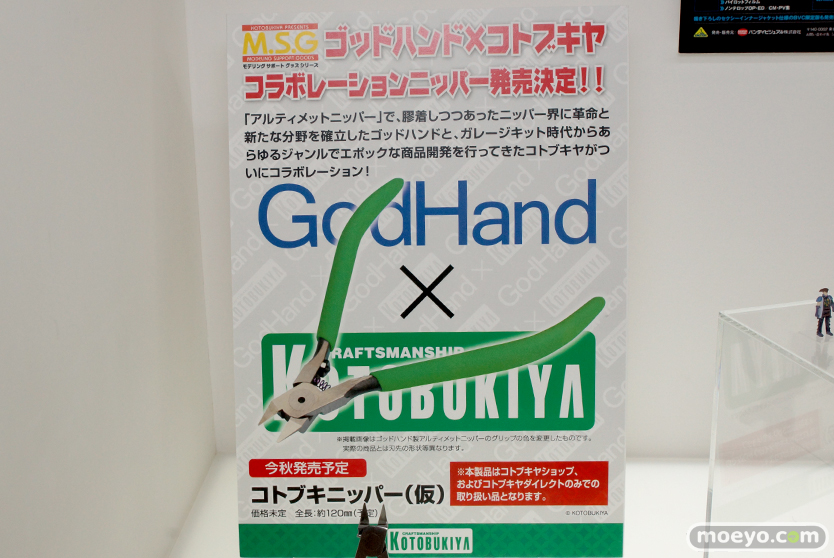 KOTOBUKIYA PRESENTS
M.S.G
MODELING SUPPORT GOODS
モデリング サポート グッズ シリーズ
ゴッドハンド×コトブキヤ
コラボレーションニッパー発売決定!!
「アルティメットニッパー」で、膠着しつつあったニッパー界に革命と
新たな分野を確立したゴッドハンドと、ガレージキット時代からあ
らゆるジャンルでエポックな商品開発を行ってきたコトブキヤがつ
いにコラボレーション!
GodHand
×
CRAFTSMANSHIP
KOTOBUKIYA
※掲載画像はゴッドハンド製アルティメットニッパーのグリップの色を変更したものです。
実際の商品とは刃先の形状等異なります。
今秋発売予定
コトブキニッパー(仮)
価格未定 全長:約120mm(予定)
※本製品はコトブキヤショップ、
およびコトブキヤダイレクトのみでの
取り扱い品となります。
© KOTOBUKIYA
CRAFTSMANSHIP
KOTOBUKIYA
moeyo.com